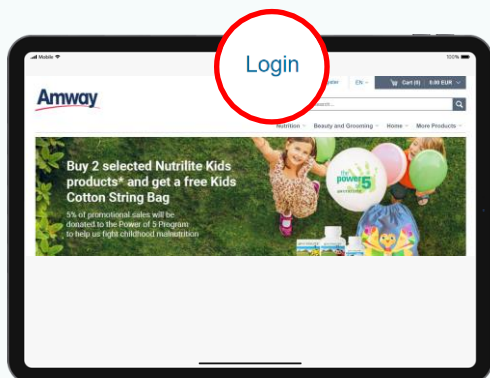 Mobile
100%
Login
EN
Cart (0) 0.00 EUR
Amway
Nutrition
Beauty and Grooming
Home
More Products
Buy 2 selected Nutrilite Kids
products* and get a free Kids
Cotton String Bag
5% of promotional sales will be
donated to the Power of 5 Program
to help us fight childhood malnutrition
the
power
5